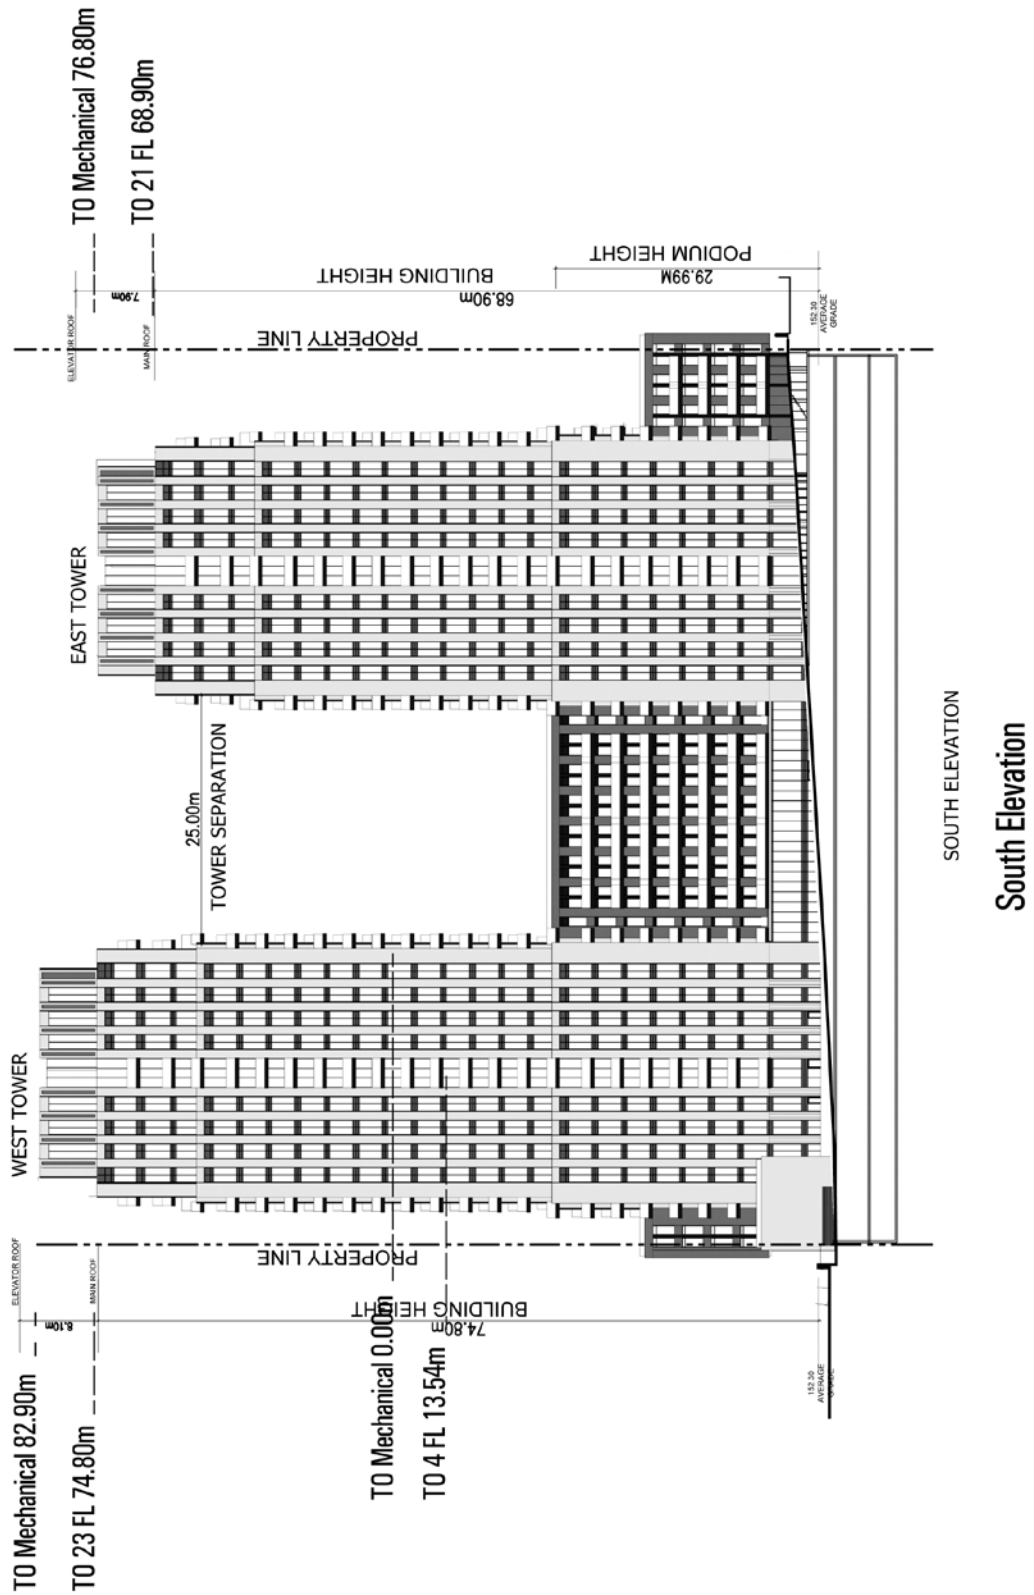 TO Mechanical 82.90m
TO 23 FL 74.80m
TO Mechanical 0.00m
TO 4 FL 13.54m
ELEVATOR ROOF
8.10m
MAIN ROOF
BUILDING HEIGHT
74.80m
152.30
AVERAGE
GRADE
PROPERTY LINE
WEST TOWER
25.00m
TOWER SEPARATION
EAST TOWER
PROPERTY LINE
ELEVATOR ROOF
7.90m
MAIN ROOF
BUILDING HEIGHT
68.90m
PODIUM HEIGHT
29.99M
152.30
AVERAGE
GRADE
TO Mechanical 76.80m
TO 21 FL 68.90m
SOUTH ELEVATION
South Elevation